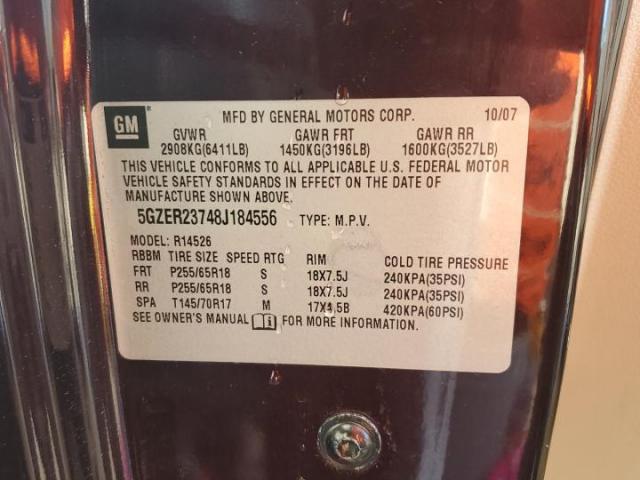 GM
MFD BY GENERAL MOTORS CORP. 10/07
GVWR GAWR FRT GAWR RR
2908KG(6411LB) 1450KG(3196LB) 1600KG(3527LB)
THIS VEHICLE CONFORMS TO ALL APPLICABLE U.S. FEDERAL MOTOR
VEHICLE SAFETY STANDARDS IN EFFECT ON THE DATE OF
MANUFACTURE SHOWN ABOVE.
5GZER23748J184556 TYPE: M.P.V.
MODEL: R14526
RBBM TIRE SIZE SPEED RTG RIM COLD TIRE PRESSURE
FRT P255/65R18 S 18X7.5J 240KPA(35PSI)
RR P255/65R18 S 18X7.5J 240KPA(35PSI)
SPA T145/70R17 M 17X4.5B 420KPA(60PSI)
SEE OWNER'S MANUAL FOR MORE INFORMATION.